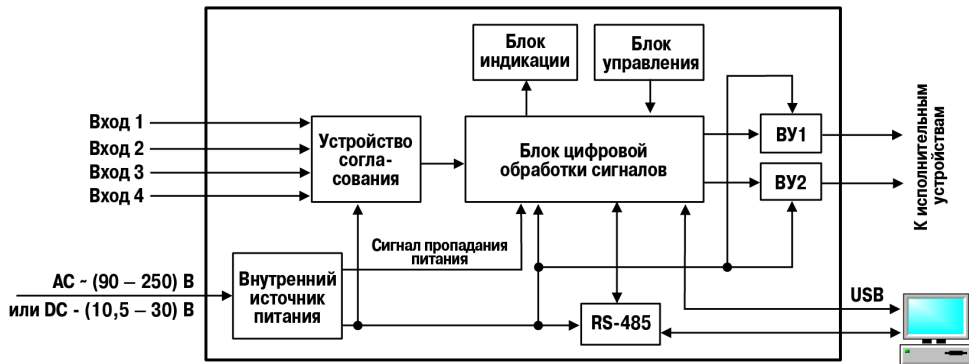 Блок
индикации
Блок
управления
Вход 1
Вход 2
Вход 3
Вход 4
Устройство
согла-
сования
Блок цифровой
обработки сигналов
ВУ1
ВУ2
К исполнительным
устройствам
Сигнал пропадания
питания
AC ~ (90 – 250) В
или DC - (10,5 – 30) В
Внутренний
источник
питания
RS-485
USB